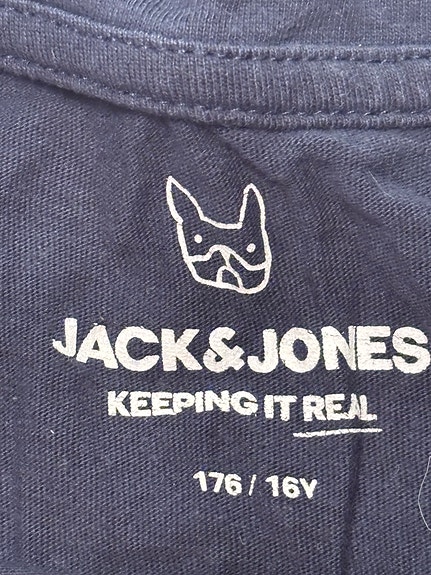 JACK&JONES
KEEPING IT REAL
176 / 16Y